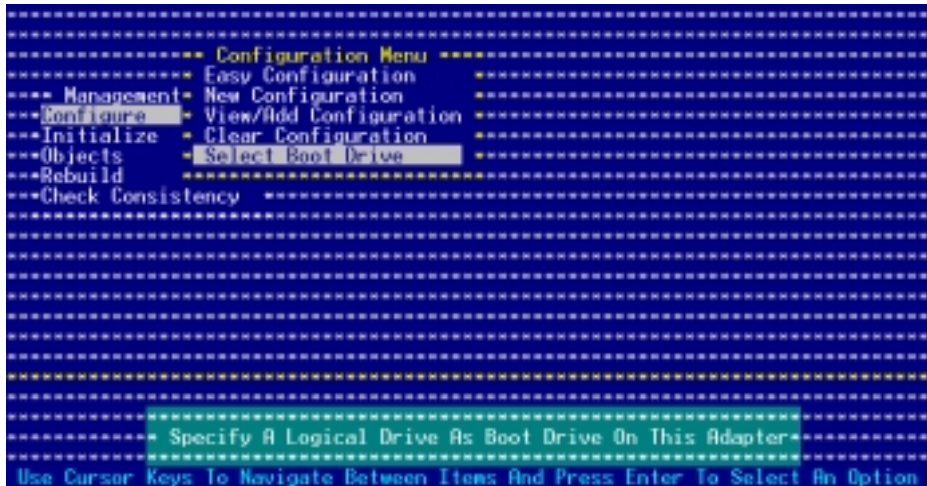 Configuration Menu
Easy Configuration
Management
New Configuration
Configure
View/Add Configuration
Initialize
Clear Configuration
Objects
Select Boot Drive
Rebuild
Check Consistency
Specify A Logical Drive As Boot Drive On This Adapter
Use Cursor Keys To Navigate Between Items And Press Enter To Select An Option